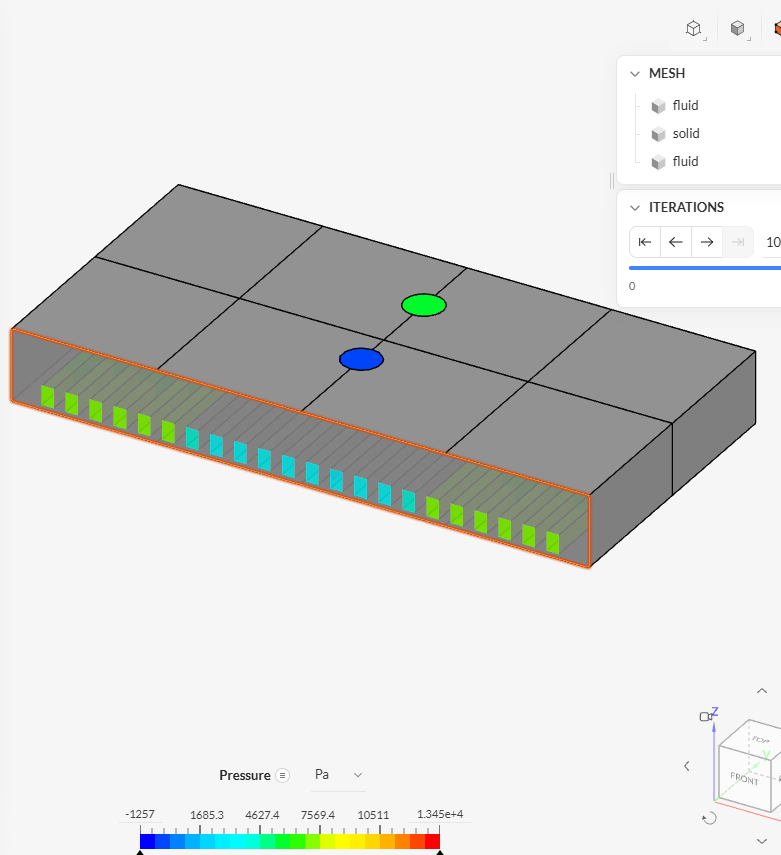 MESH
fluid
solid
fluid
ITERATIONS
10
0
Z
TOP
Y
FRONT
Pressure
Pa
-1257 1685.3 4627.4 7569.4 10511 1.345e+4